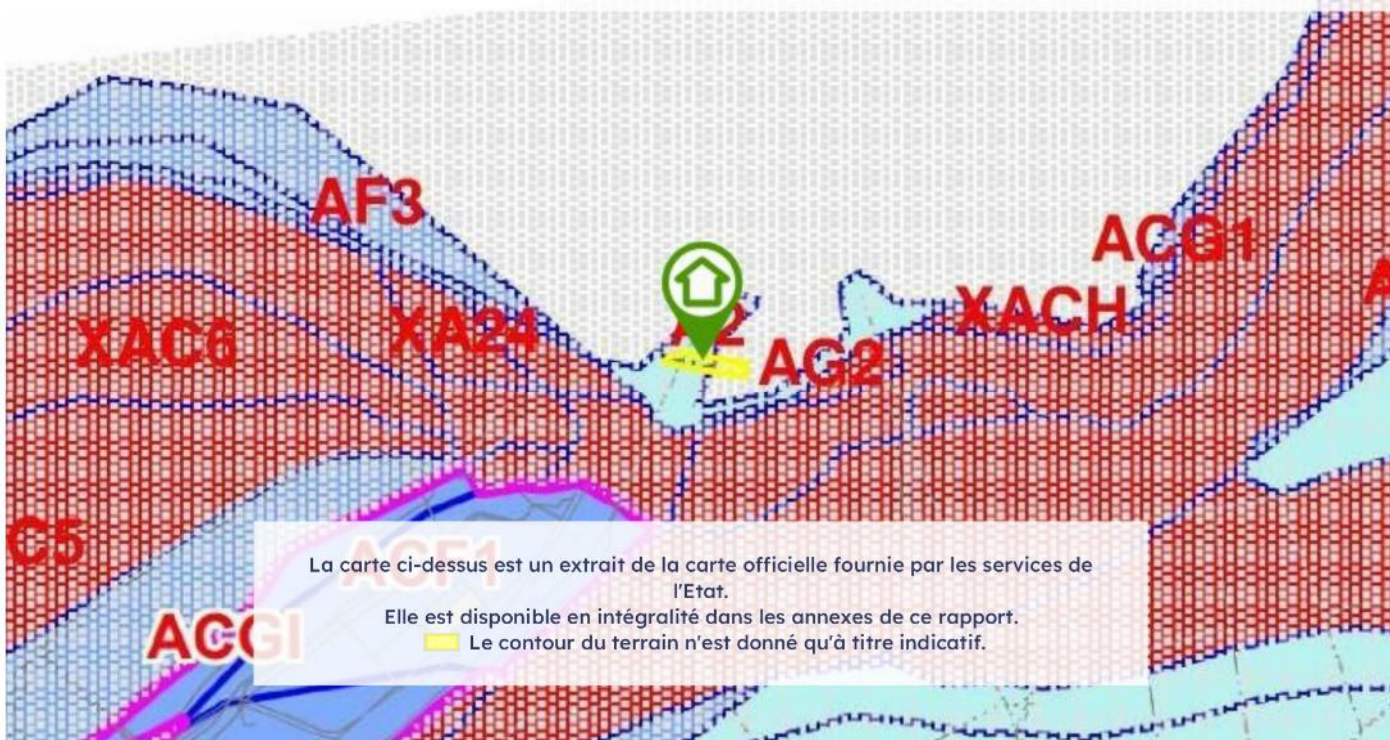 AF3
ACG1
XAC6
XA24
A2
AG2
XACH
A
C5
ACF1
ACGI
La carte ci-dessus est un extrait de la carte officielle fournie par les services de
l'Etat.
Elle est disponible en intégralité dans les annexes de ce rapport.
Le contour du terrain n'est donné qu'à titre indicatif.